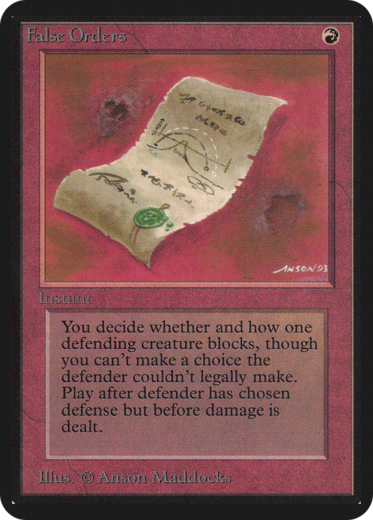 False Orders
ANSON 93
Instant
You decide whether and how one
defending creature blocks, though
you can't make a choice the
defender couldn't legally make.
Play after defender has chosen
defense but before damage is
dealt.
Illus. © Anson Maddocks